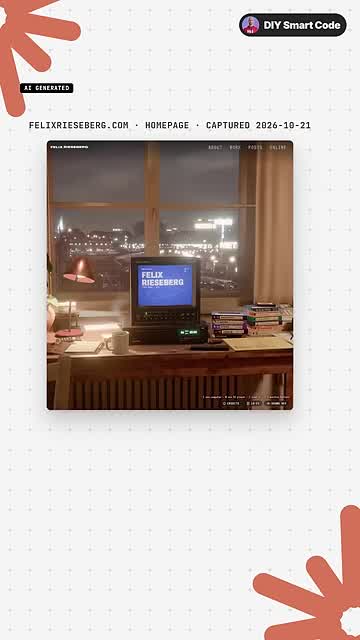 DIY Smart Code
AI GENERATED
FELIXRIESEBERG.COM · HOMEPAGE · CAPTURED 2026-10-21
FELIX RIESEBERG
ABOUT WORK POSTS ONLINE
FELIX
RIESEBERG